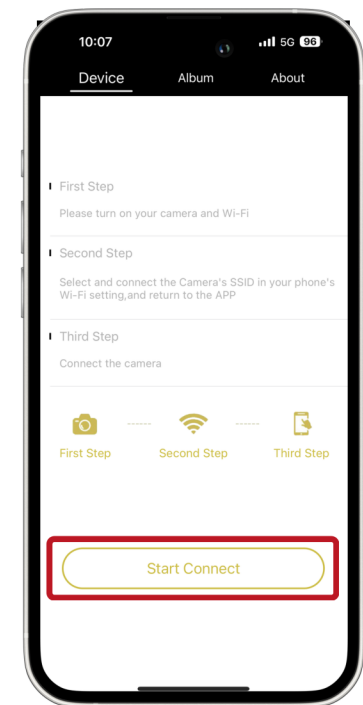 10:07
5G 96
Device Album About
First Step
Please turn on your camera and Wi-Fi
Second Step
Select and connect the Camera's SSID in your phone's
Wi-Fi setting,and return to the APP
Third Step
Connect the camera
First Step Second Step Third Step
Start Connect